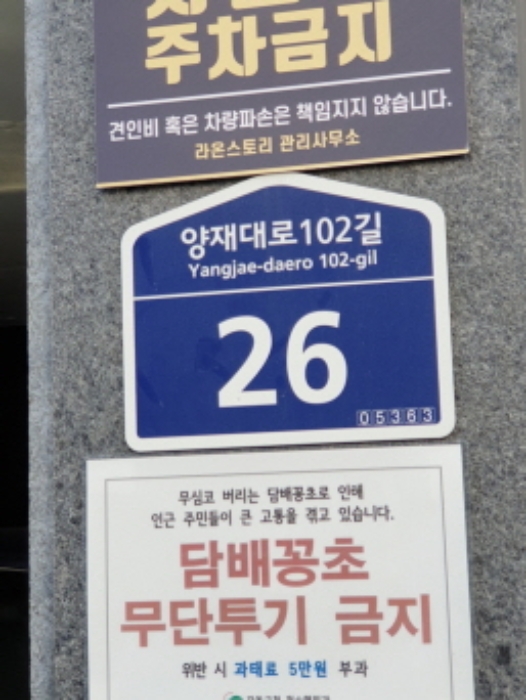 주차금지
견인비 혹은 차량파손은 책임지지 않습니다.
라온스토리 관리사무소
양재대로102길
Yangjae-daero 102-gil
26
05363
무심코 버리는 담배꽁초로 인해
인근 주민들이 큰 고통을 겪고 있습니다.
담배꽁초
무단투기 금지
위반 시 과태료 5만원 부과